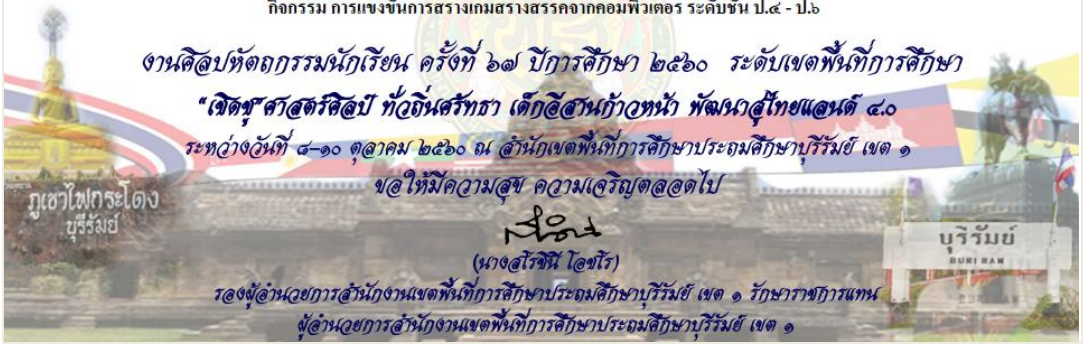 กิจกรรม การแข่งขันการสร้างเกมสร้างสรรค์จากคอมพิวเตอร์ ระดับชั้น ป.๔ - ป.๖
งานศิลปหัตถกรรมนักเรียน ครั้งที่ ๖๗ ปีการศึกษา ๒๕๖๐ ระดับเขตพื้นที่การศึกษา
"เชิดชูศาสตร์ศิลป์ ทั่วถิ่นศรัทธา เด็กอีสานก้าวหน้า พัฒนาสู่ไทยแลนด์ ๔.๐
ระหว่างวันที่ ๘-๑๐ ตุลาคม ๒๕๖๐ ณ สำนักเขตพื้นที่การศึกษาประถมศึกษาบุรีรัมย์ เขต ๑
ขอให้มีความสุข ความเจริญตลอดไป
(นางสโรชินี โอชโร)
รองผู้อำนวยการสำนักงานเขตพื้นที่การศึกษาประถมศึกษาบุรีรัมย์ เขต ๑ รักษาราชการแทน
ผู้อำนวยการสำนักงานเขตพื้นที่การศึกษาประถมศึกษาบุรีรัมย์ เขต ๑
ภูเขาไฟกระโดง
บุรีรัมย์
บุรีรัมย์
BURI RAM